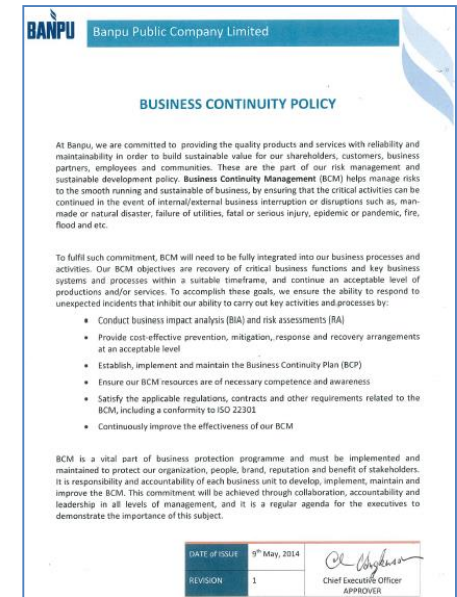 BANPU
Banpu Public Company Limited
BUSINESS CONTINUITY POLICY
At Banpu, we are committed to providing the quality products and services with reliability and
maintainability in order to build sustainable value for our shareholders, customers, business
partners, employees and communities. These are the part of our risk management and
sustainable development policy. Business Continuity Management (BCM) helps manage risks
to the smooth running and sustainable of business, by ensuring that the critical activities can be
continued in the event of internal/external business interruption or disruptions such as, man-
made or natural disaster, failure of utilities, fatal or serious injury, epidemic or pandemic, fire,
flood and etc.
To fulfil such commitment, BCM will need to be fully integrated into our business processes and
activities. Our BCM objectives are recovery of critical business functions and key business
systems and processes within a suitable timeframe, and continue an acceptable level of
productions and/or services. To accomplish these goals, we ensure the ability to respond to
unexpected incidents that inhibit our ability to carry out key activities and processes by:
• Conduct business impact analysis (BIA) and risk assessments (RA)
• Provide cost-effective prevention, mitigation, response and recovery arrangements
at an acceptable level
• Establish, implement and maintain the Business Continuity Plan (BCP)
• Ensure our BCM resources are of necessary competence and awareness
• Satisfy the applicable regulations, contracts and other requirements related to the
BCM, including a conformity to ISO 22301
• Continuously improve the effectiveness of our BCM
BCM is a vital part of business protection programme and must be implemented and
maintained to protect our organization, people, brand, reputation and benefit of stakeholders.
It is responsibility and accountability of each business unit to develop, implement, maintain and
improve the BCM. This commitment will be achieved through collaboration, accountability and
leadership in all levels of management, and it is a regular agenda for the executives to
demonstrate the importance of this subject.
DATE of ISSUE 9th May, 2014
REVISION 1
Chief Executive Officer
APPROVER